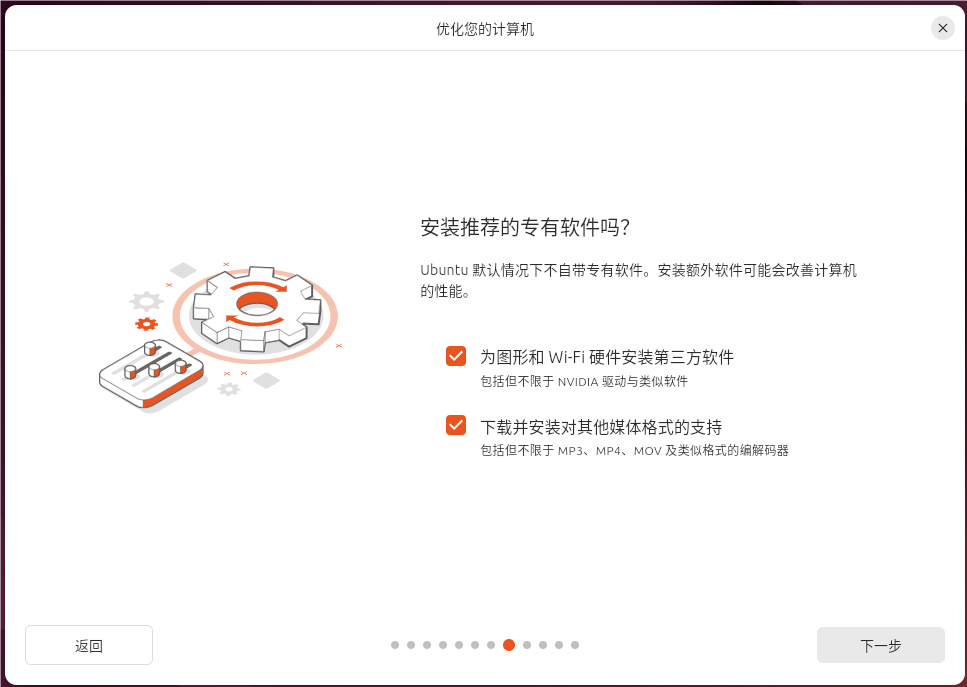 优化您的计算机
安装推荐的专有软件吗？
Ubuntu 默认情况下不自带专有软件。安装额外软件可能会改善计算机
的性能。
为图形和 Wi-Fi 硬件安装第三方软件
包括但不限于 NVIDIA 驱动与类似软件
下载并安装对其他媒体格式的支持
包括但不限于 MP3、MP4、MOV 及类似格式的编解码器
返回
下一步